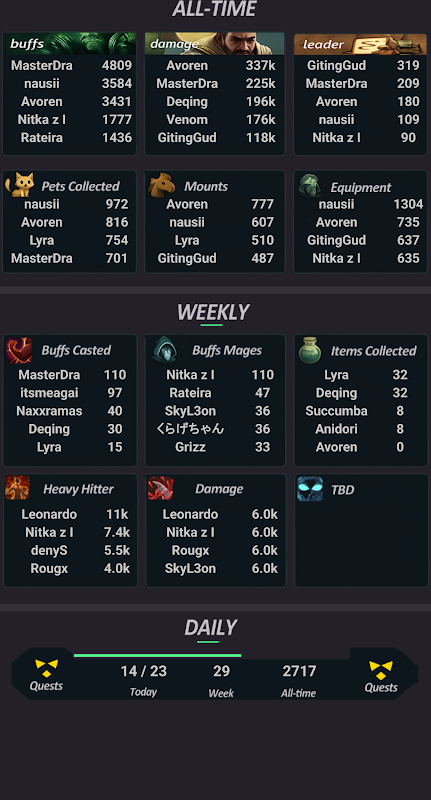 ALL-TIME
buffs damage leader
MasterDra 4809 Avoren 337k GitingGud 319
nausii 3584 MasterDra 225k MasterDra 209
Avoren 3431 Deqing 196k Avoren 180
Nitka z l 1777 Venom 176k nausii 109
Rateira 1436 GitingGud 118k Nitka z l 90
Pets Collected Mounts Equipment
nausii 972 Avoren 777 nausii 1304
Avoren 816 nausii 607 Avoren 735
Lyra 754 Lyra 510 GitingGud 637
MasterDra 701 GitingGud 487 Nitka z l 635
WEEKLY
Buffs Casted Buffs Mages Items Collected
MasterDra 110 Nitka z l 110 Lyra 32
itsmeagai 97 Rateira 47 Deqing 32
Naxxramas 40 SkyL3on 36 Succumba 8
Deqing 30 くらげちゃん 36 Anidori 8
Lyra 15 Grizz 33 Avoren 0
Heavy Hitter Damage TBD
Leonardo 11k Leonardo 6.0k
Nitka z l 7.4k Nitka z l 6.0k
denyS 5.5k Rougx 6.0k
Rougx 4.0k SkyL3on 6.0k
DAILY
Quests 14 / 23 29 2717 Quests
Today Week All-time